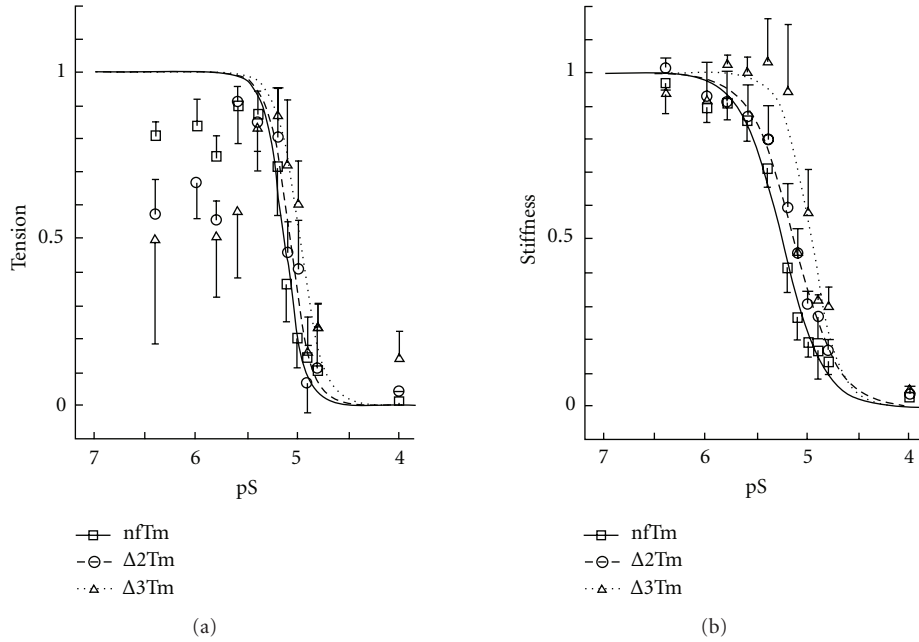 Tension
1
0.5
0
7 6 5 4
pS
nfTm
Δ2Tm
Δ3Tm
(a)
Stiffness
1
0.5
0
7 6 5 4
pS
nfTm
Δ2Tm
Δ3Tm
(b)